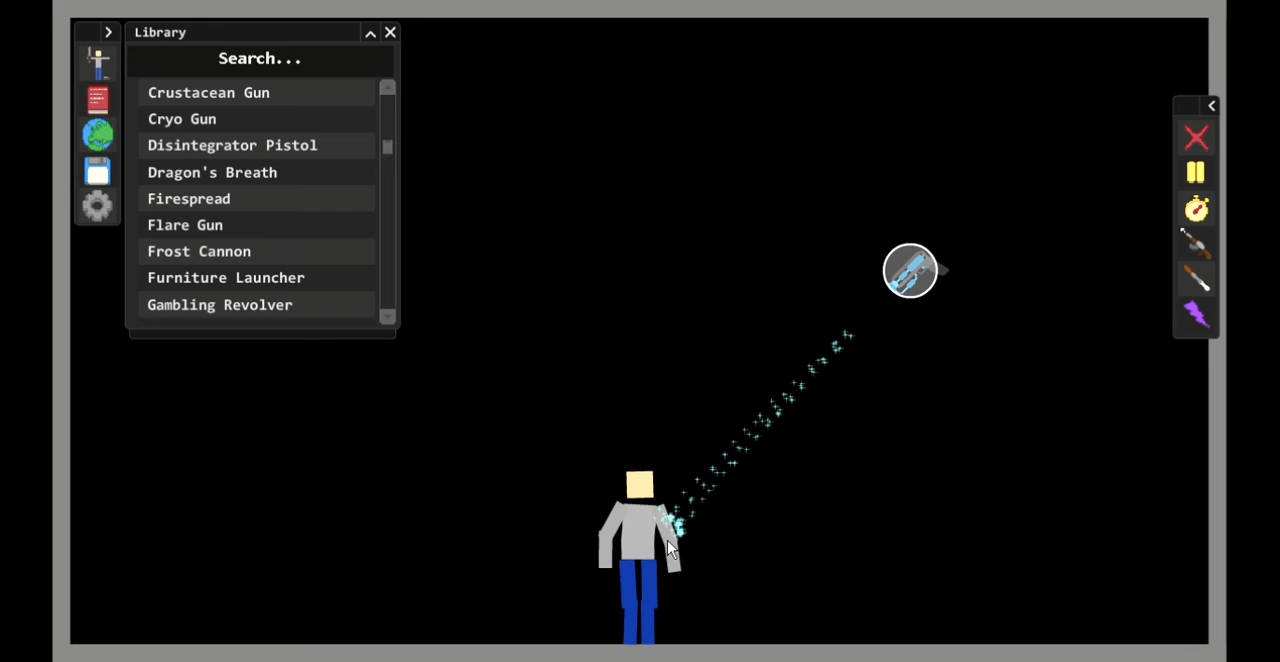 Library
Search...
Crustacean Gun
Cryo Gun
Disintegrator Pistol
Dragon's Breath
Firespread
Flare Gun
Frost Cannon
Furniture Launcher
Gambling Revolver